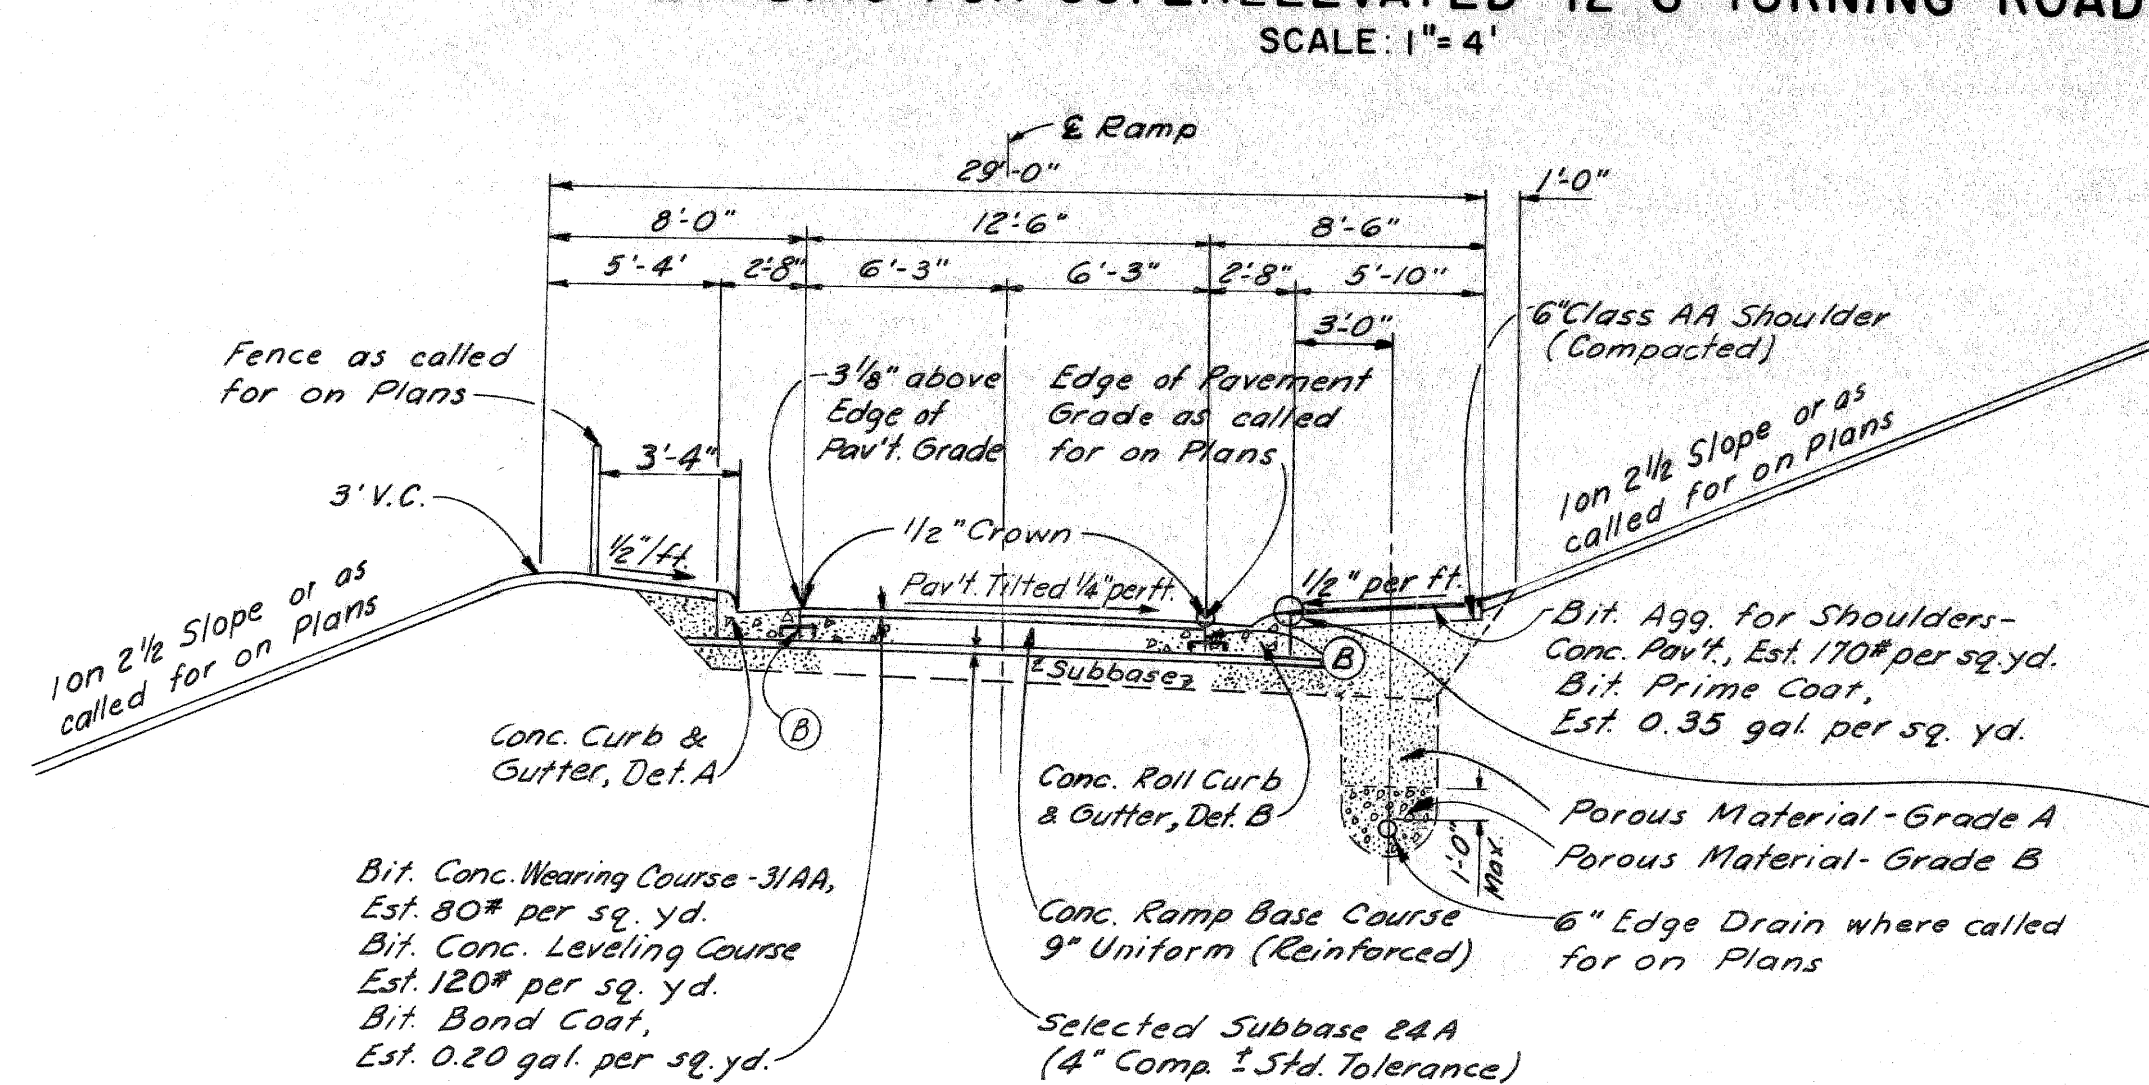 FOR SUPERELEVATED 12'-6" TURNING ROAD
SCALE: 1"= 4'
℄ Ramp
29'-0"
1'-0"
8'-0" 12'-6" 8'-6"
5'-4' 2'-8" 6'-3" 6'-3" 2'-8" 5'-10"
3'-0"
6" Class AA Shoulder
(Compacted)
Fence as called
for on Plans
3 1/8" above
Edge of
Pav't. Grade
Edge of Pavement
Grade as called
for on Plans
3'-4"
3' V.C.
1/2"/ft.
1/2" Crown
Pav't. Tilted 1/4" per ft.
1/2" per ft.
1 on 2 1/2 Slope or as
called for on Plans
1 on 2 1/2 Slope or as
called for on Plans
Bit. Agg. for Shoulders-
Conc. Pav't., Est. 170# per sq. yd.
Bit. Prime Coat,
Est. 0.35 gal. per sq. yd.
B
Subbase
B
Conc. Curb &
Gutter, Det. A
Conc. Roll Curb
& Gutter, Det. B
Porous Material - Grade A
Porous Material - Grade B
1'-0"
Max.
6" Edge Drain where called
for on Plans
Bit. Conc. Wearing Course - 31AA,
Est. 80# per sq. yd.
Bit. Conc. Leveling Course
Est. 120# per sq. yd.
Bit. Bond Coat,
Est. 0.20 gal. per sq. yd.
Conc. Ramp Base Course
9" Uniform (Reinforced)
Selected Subbase 24A
(4" Comp. ± Std. Tolerance)